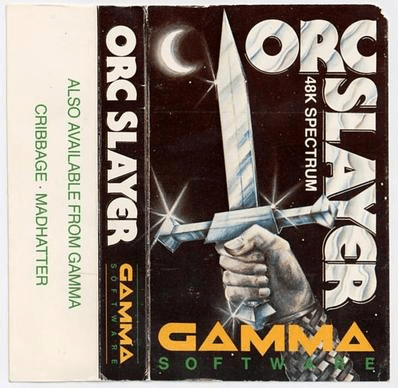 ALSO AVAILABLE FROM GAMMA
CRIBBAGE · MADHATTER
ORC SLAYER
GAMMA
SOFTWARE
ORC SLAYER
48K SPECTRUM
GAMMA
SOFTWARE